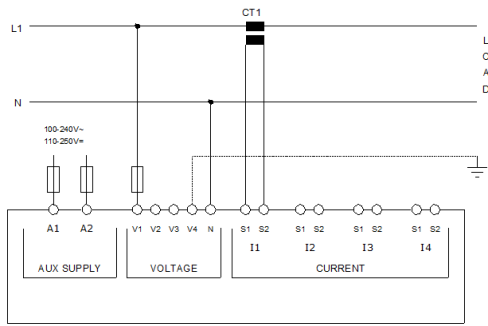 CT1
L1
L
O
A
D
N
100-240V~
110-250V=
A1 A2 V1 V2 V3 V4 N S1 S2 S1 S2 S1 S2 S1 S2
I1 I2 I3 I4
AUX SUPPLY VOLTAGE CURRENT